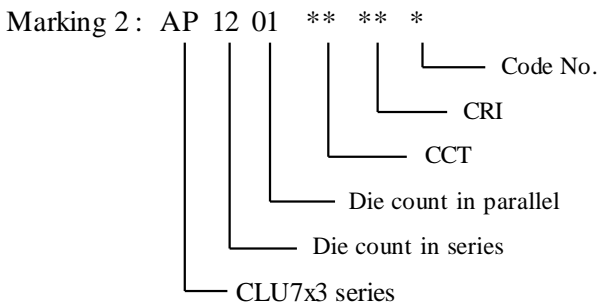 Marking 2 : AP 12 01 ** ** *
Code No.
CRI
CCT
Die count in parallel
Die count in series
CLU7x3 series